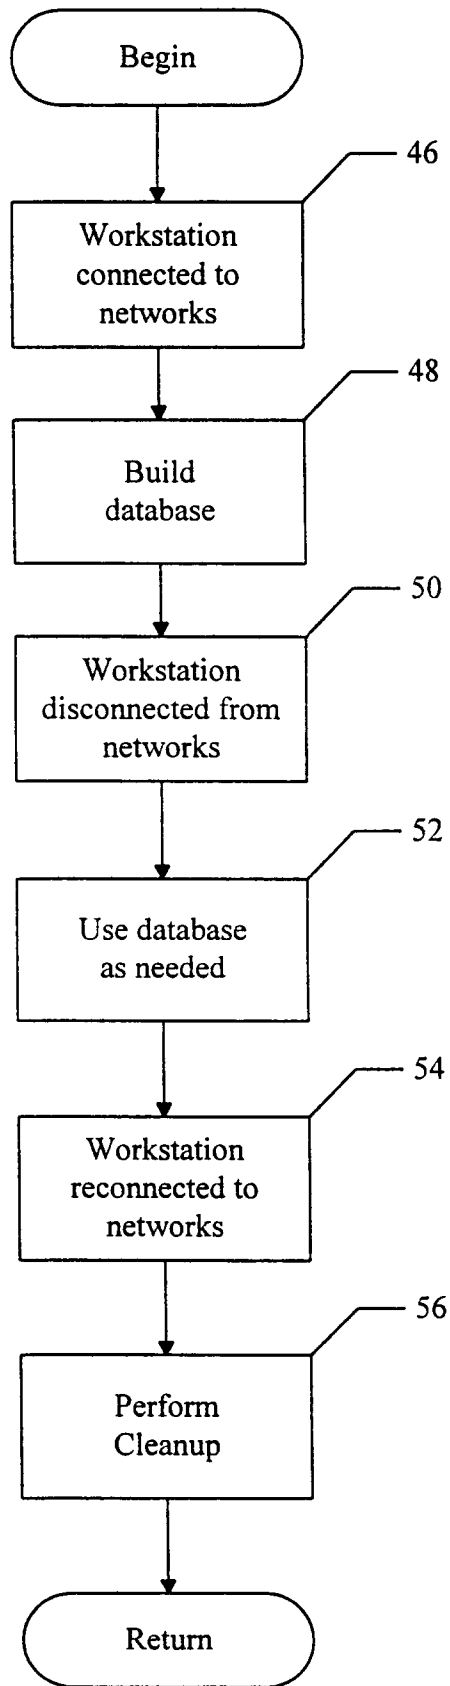 Begin
46
Workstation
connected to
networks
48
Build
database
50
Workstation
disconnected from
networks
52
Use database
as needed
54
Workstation
reconnected to
networks
56
Perform
Cleanup
Return